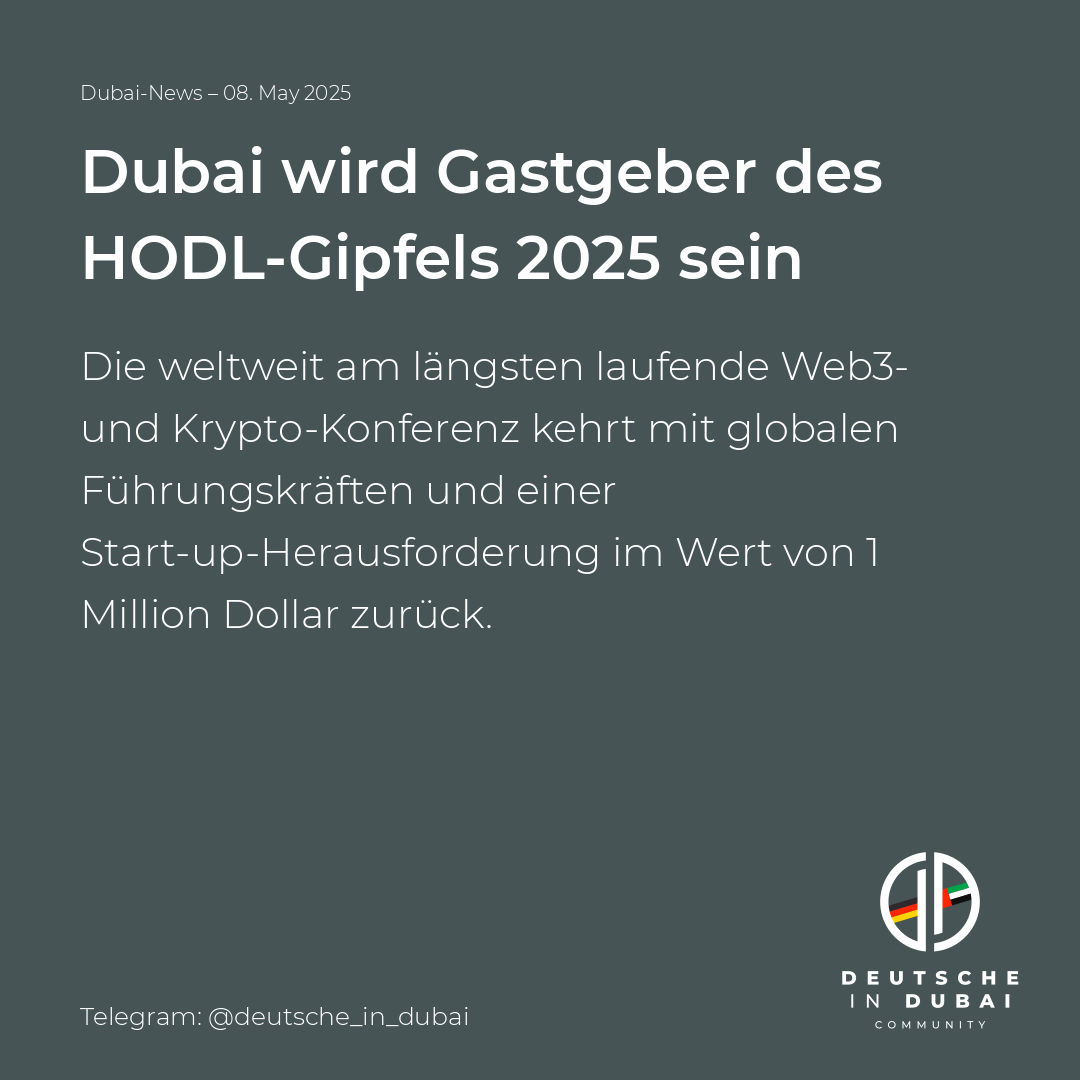 Dubai-News – 08. May 2025
Dubai wird Gastgeber des
HODL-Gipfels 2025 sein
Die weltweit am längsten laufende Web3-
und Krypto-Konferenz kehrt mit globalen
Führungskräften und einer
Start-up-Herausforderung im Wert von 1
Million Dollar zurück.
DEUTSCHE
IN DUBAI
COMMUNITY
Telegram: @deutsche_in_dubai